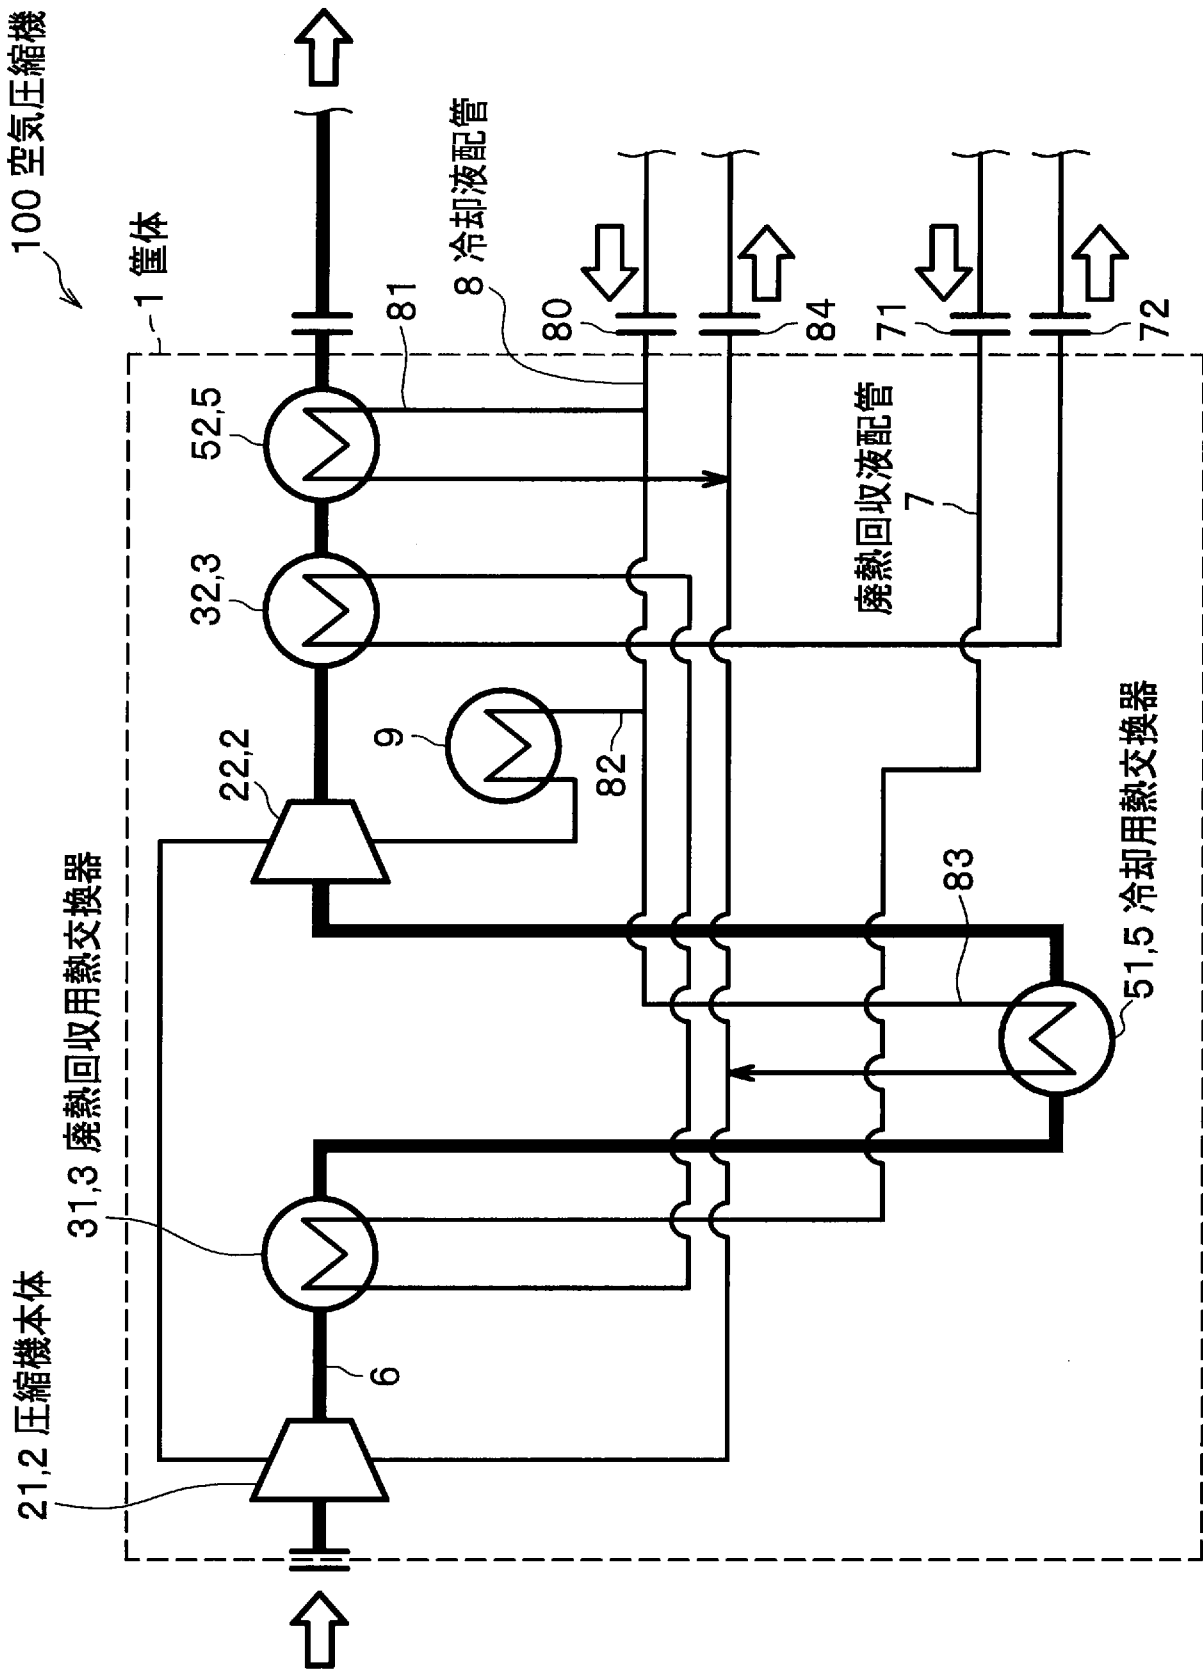 100 空気圧縮機
1 筐体
21,2 圧縮機本体
31,3 廃熱回収用熱交換器
22,2
32,3
52,5
6
9
81
82
8 冷却液配管
80
84
廃熱回収液配管
7
71
72
83
51,5 冷却用熱交換器